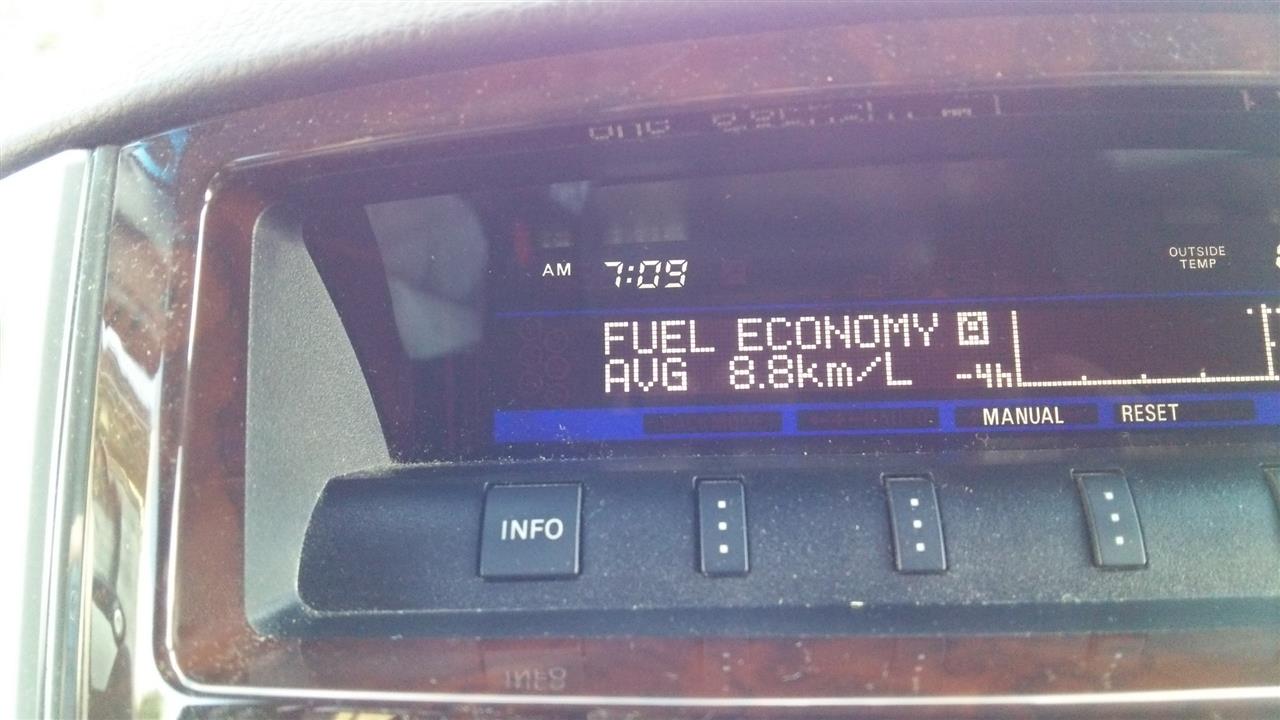 AM 7:09
OUTSIDE
TEMP
FUEL ECONOMY
AVG 8.8km/L -4h
MANUAL RESET
INFO